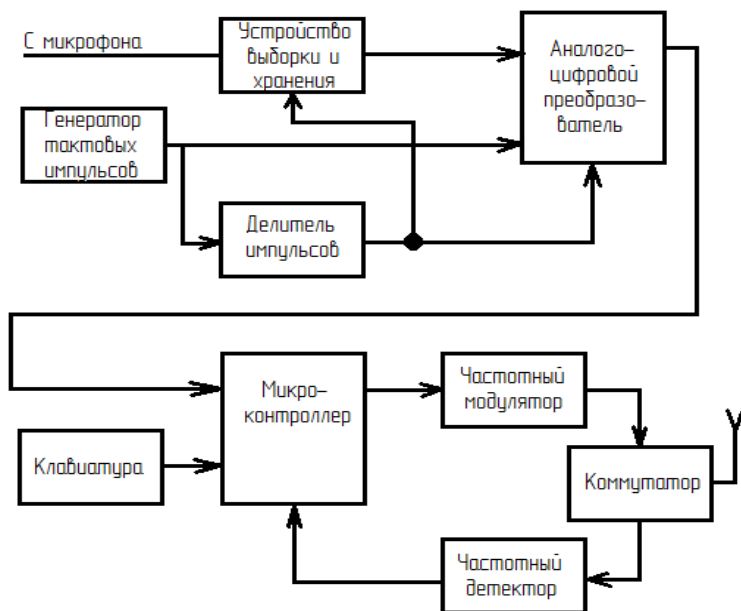 С микрофона
Устройство
выборки и
хранения
Аналого-
цифровой
преобразо-
ватель
Генератор
тактовых
импульсов
Делитель
импульсов
Микро-
контроллер
Частотный
модулятор
Клавиатура
Коммутатор
Частотный
детектор